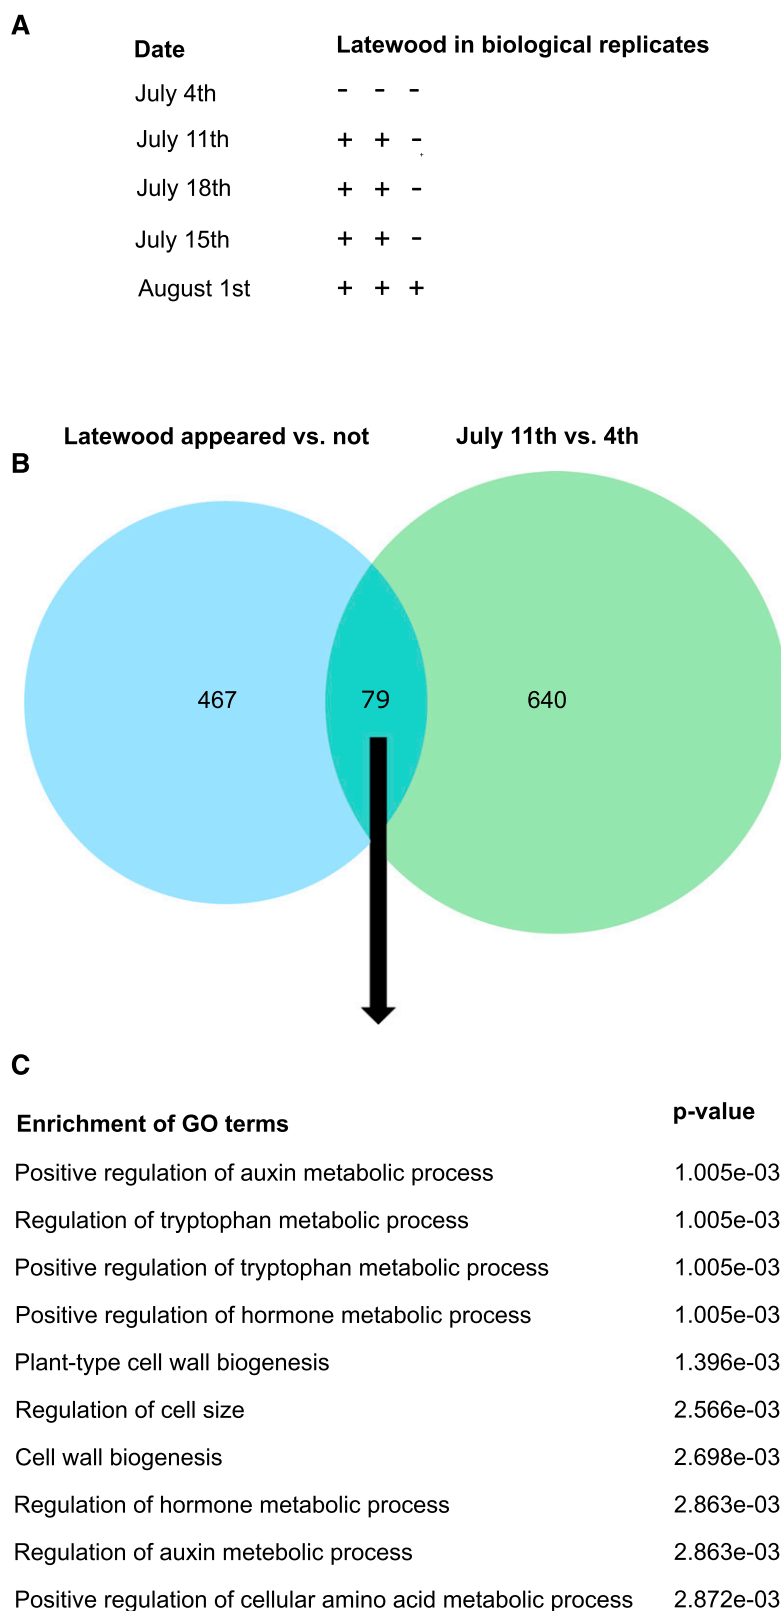 A
Date Latewood in biological replicates
July 4th - - -
July 11th + + -
+
July 18th + + -
July 15th + + -
August 1st + + +
Latewood appeared vs. not July 11th vs. 4th
B
467 79 640
C
Enrichment of GO terms p-value
Positive regulation of auxin metabolic process 1.005e-03
Regulation of tryptophan metabolic process 1.005e-03
Positive regulation of tryptophan metabolic process 1.005e-03
Positive regulation of hormone metabolic process 1.005e-03
Plant-type cell wall biogenesis 1.396e-03
Regulation of cell size 2.566e-03
Cell wall biogenesis 2.698e-03
Regulation of hormone metabolic process 2.863e-03
Regulation of auxin metebolic process 2.863e-03
Positive regulation of cellular amino acid metabolic process 2.872e-03